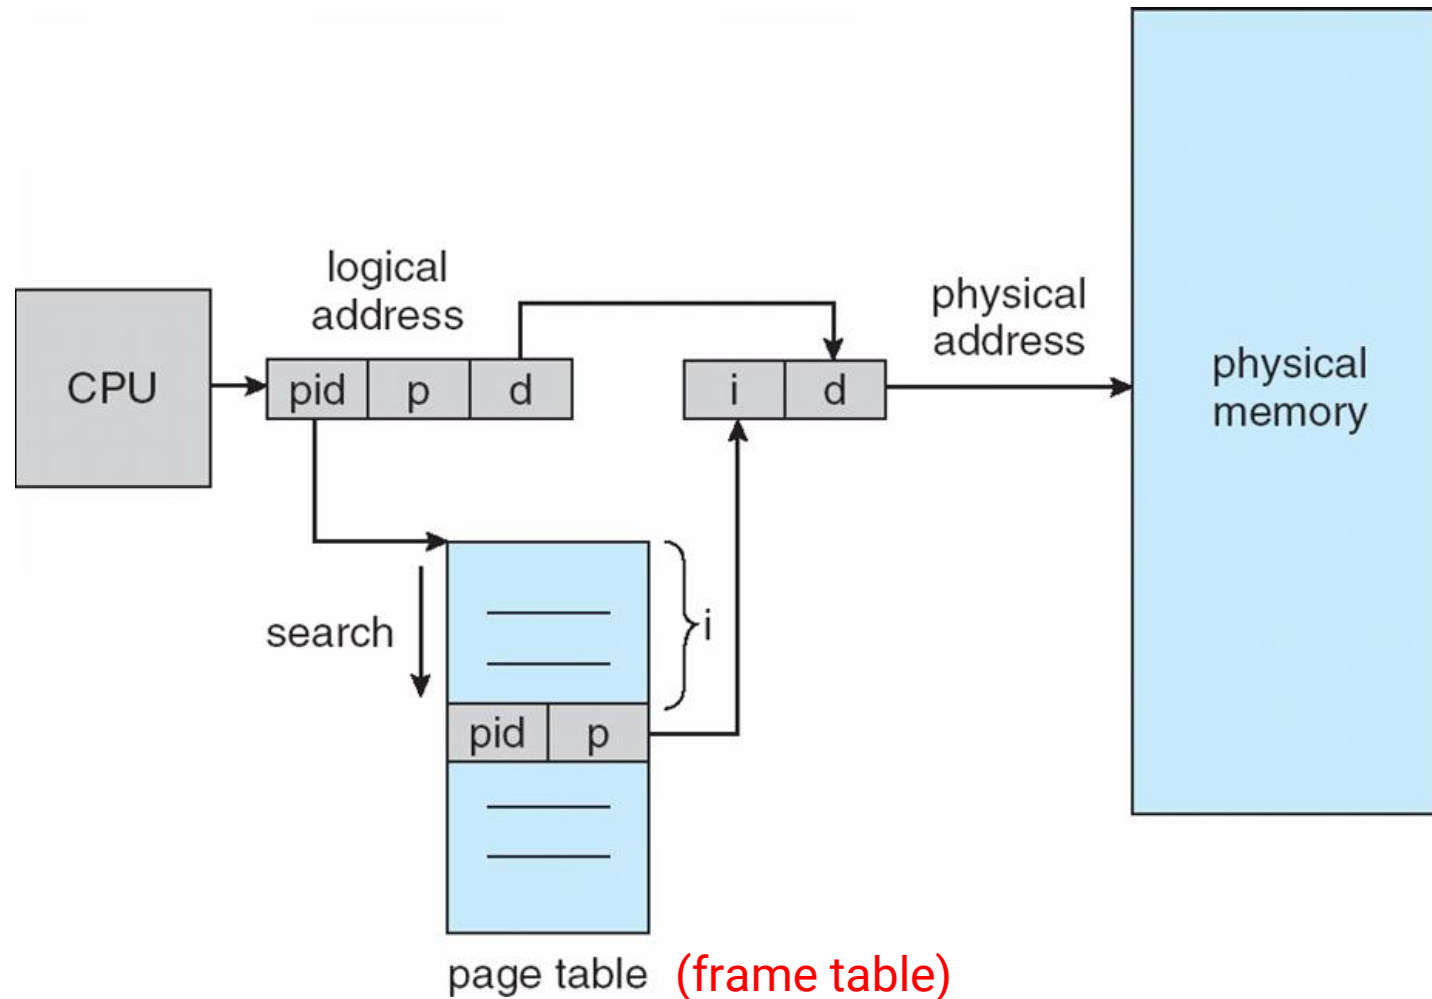 logical
address
physical
address
CPU
pid p d
i d
physical
memory
search
i
pid p
page table (frame table)